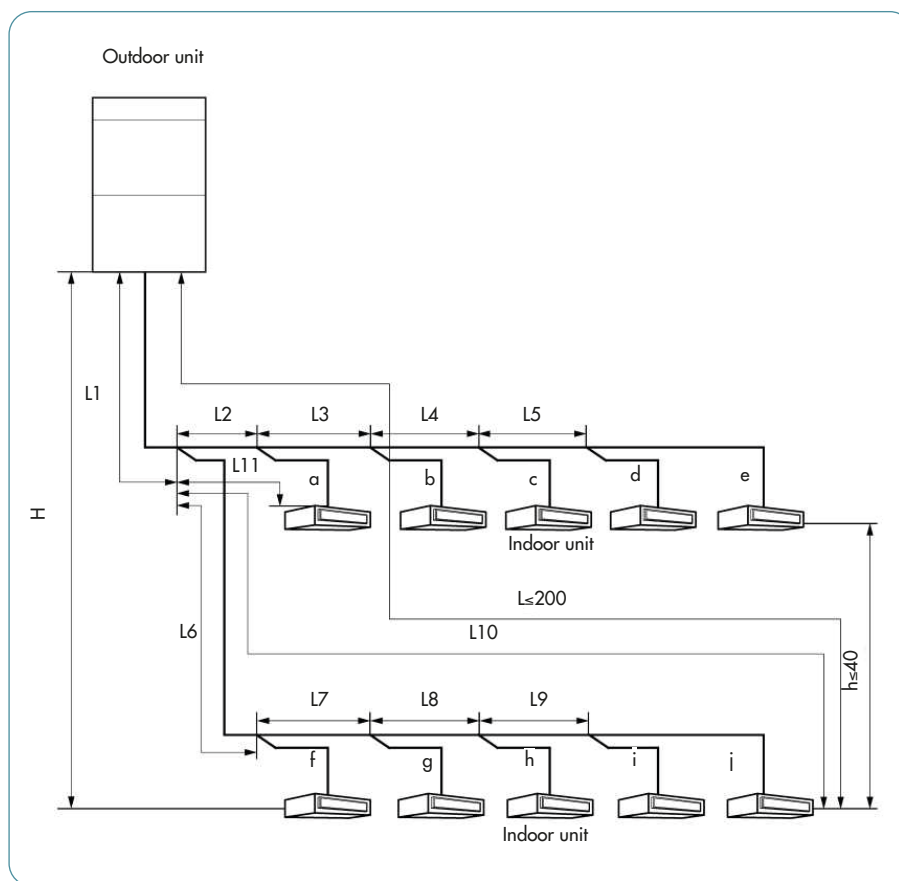 Outdoor unit
L1
L2
L3
L4
L5
L11
a
b
c
d
e
H
Indoor unit
L≤200
L6
L10
h≤40
L7
L8
L9
f
g
h
i
j
Indoor unit